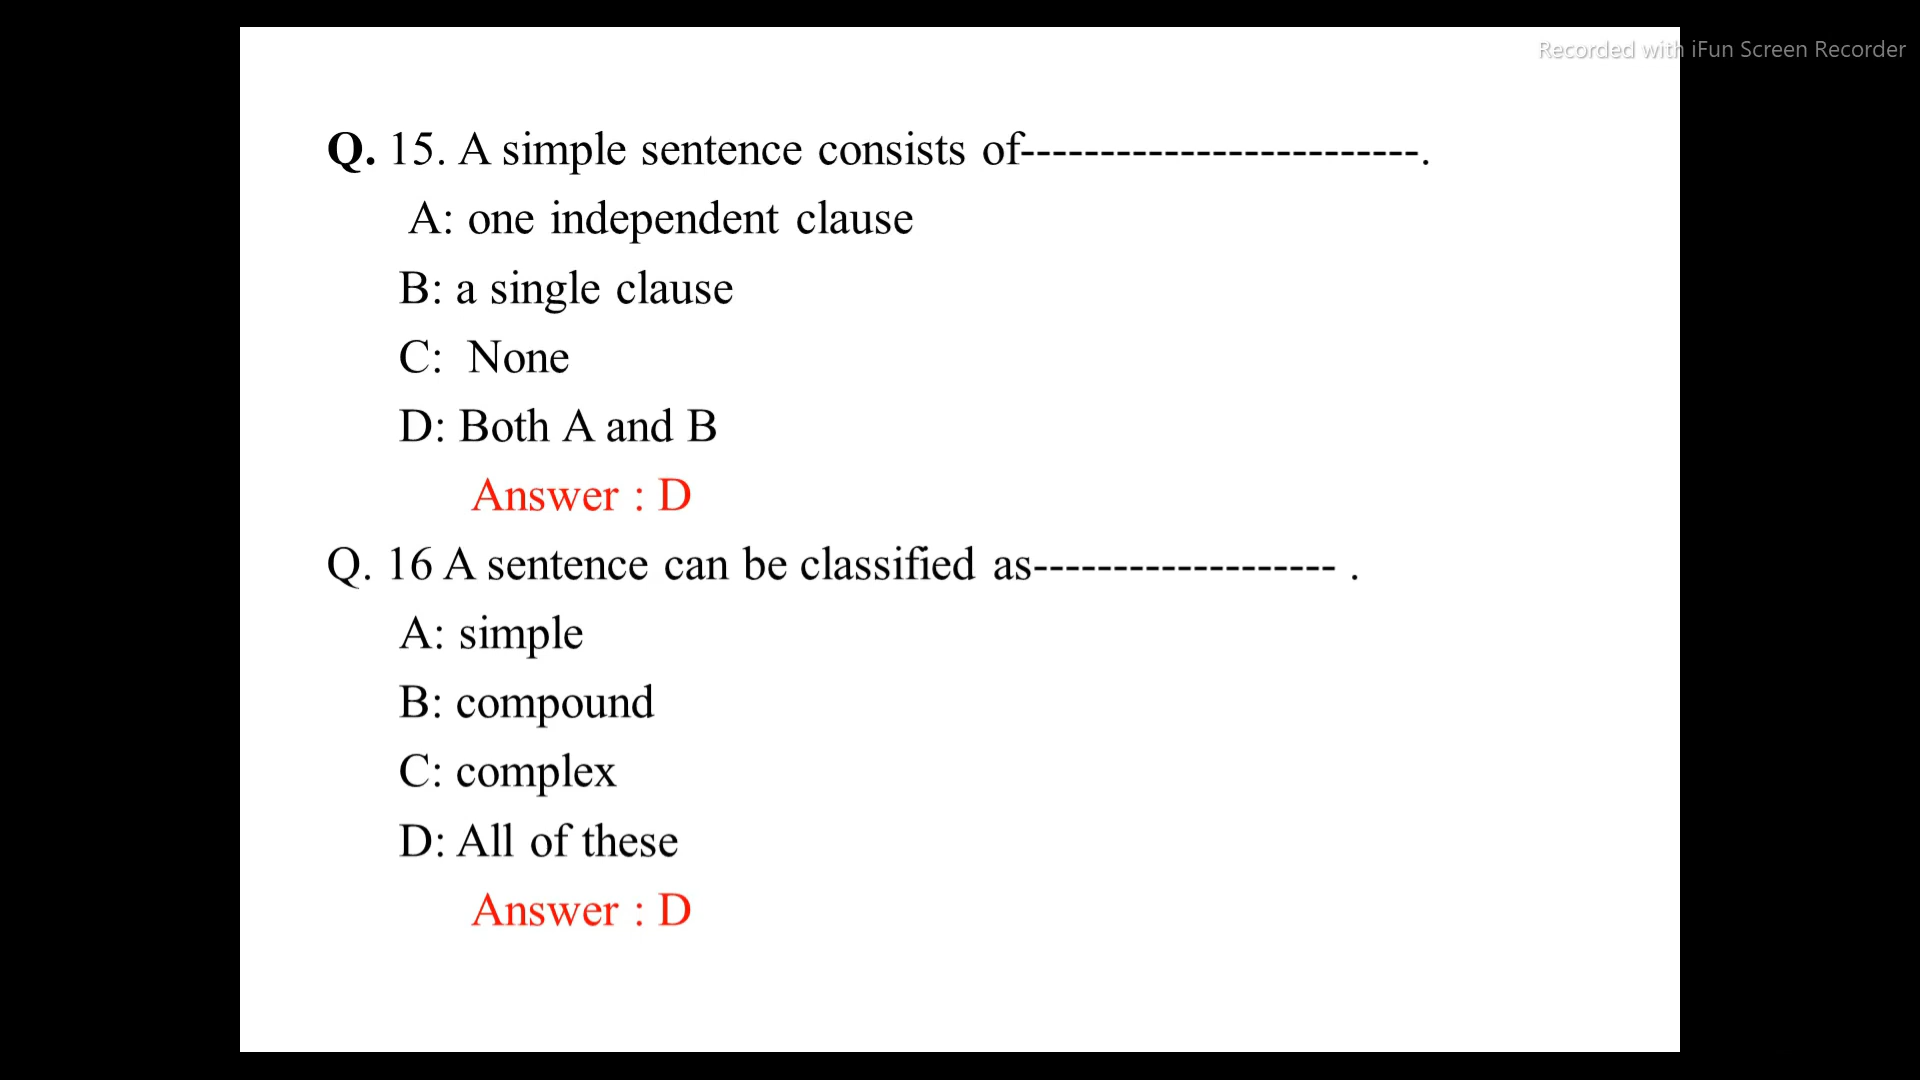 Recorded with iFun Screen Recorder
Q. 15. A simple sentence consists of-------------------------.
A: one independent clause
B: a single clause
C: None
D: Both A and B
Answer : D
Q. 16 A sentence can be classified as------------------- .
A: simple
B: compound
C: complex
D: All of these
Answer : D